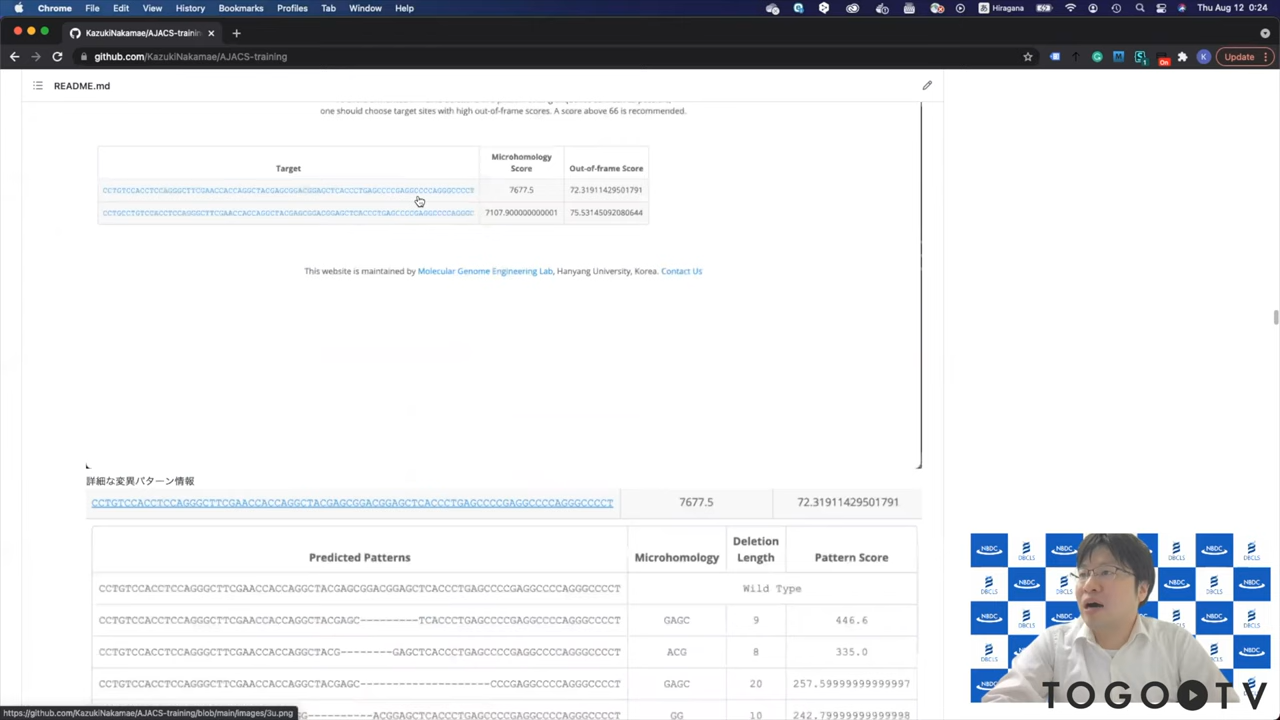 Chrome File Edit View History Bookmarks Profiles Tab Window Help Hiragana Thu Aug 12 0:24
KazukiNakamae/AJACS-trainin
github.com/KazukiNakamae/AJACS-training Update
README.md
one should choose target sites with high out-of-frame scores. A score above 66 is recommended.
Target Microhomology Score Out-of-frame Score
CCTGTCCACCTCCAGGGCTTCGAACCACCAGGCTACGAGCGGACGGAGCTCACCCTGAGCCCCGAGGCCCCAGGGCCCCT 7677.5 72.31911429501791
CCTGCCTGTCCACCTCCAGGGCTTCGAACCACCAGGCTACGAGCGGACGGAGCTCACCCTGAGCCCCGAGGCCCCAGGGC 7107.900000000001 75.53145092080644
This website is maintained by Molecular Genome Engineering Lab, Hanyang University, Korea. Contact Us
詳細な変異パターン情報
CCTGTCCACCTCCAGGGCTTCGAACCACCAGGCTACGAGCGGACGGAGCTCACCCTGAGCCCCGAGGCCCCAGGGCCCCT 7677.5 72.31911429501791
Predicted Patterns Microhomology Deletion Length Pattern Score
CCTGTCCACCTCCAGGGCTTCGAACCACCAGGCTACGAGCGGACGGAGCTCACCCTGAGCCCCGAGGCCCCAGGGCCCCT Wild Type
CCTGTCCACCTCCAGGGCTTCGAACCACCAGGCTACGAGC---------TCACCCTGAGCCCCGAGGCCCCAGGGCCCCT GAGC 9 446.6
CCTGTCCACCTCCAGGGCTTCGAACCACCAGGCTACG--------GAGCTCACCCTGAGCCCCGAGGCCCCAGGGCCCCT ACG 8 335.0
CCTGTCCACCTCCAGGGCTTCGAACCACCAGGCTACGAGC--------------------CCCGAGGCCCCAGGGCCCCT GAGC 20 257.59999999999997
G----------ACGGAGCTCACCCTGAGCCCCGAGGCCCCAGGGCCCCT GG 10 242.79999999999998
https://github.com/KazukiNakamae/AJACS-training/blob/main/images/3u.png
NBDC DBCLS
TOGO TV